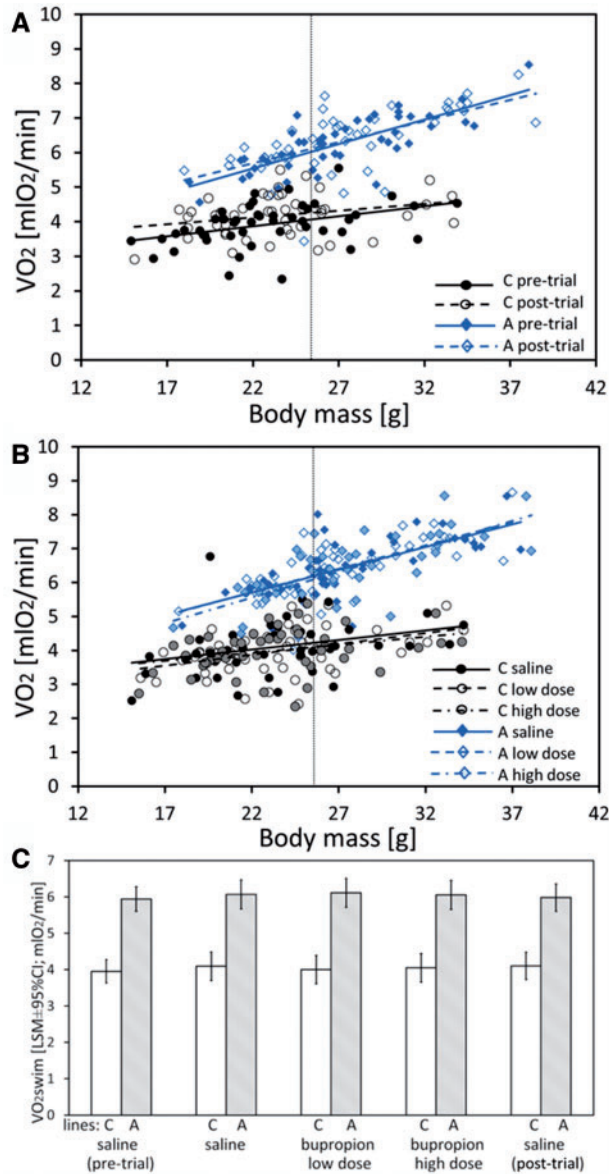 A
VO2 [mlO2/min]
10
9
8
7
6
5
4
3
2
1
0
C pre-trial
C post-trial
A pre-trial
A post-trial
12 17 22 27 32 37 42
Body mass [g]
B
VO2 [mlO2/min]
10
9
8
7
6
5
4
3
2
1
0
C saline
C low dose
C high dose
A saline
A low dose
A high dose
12 17 22 27 32 37 42
Body mass [g]
C
VO2swim [LSM±95%CI; mlO2/min]
7
6
5
4
3
2
1
0
lines: C A C A C A C A C A
saline saline bupropion bupropion saline
(pre-trial) low dose high dose (post-trial)